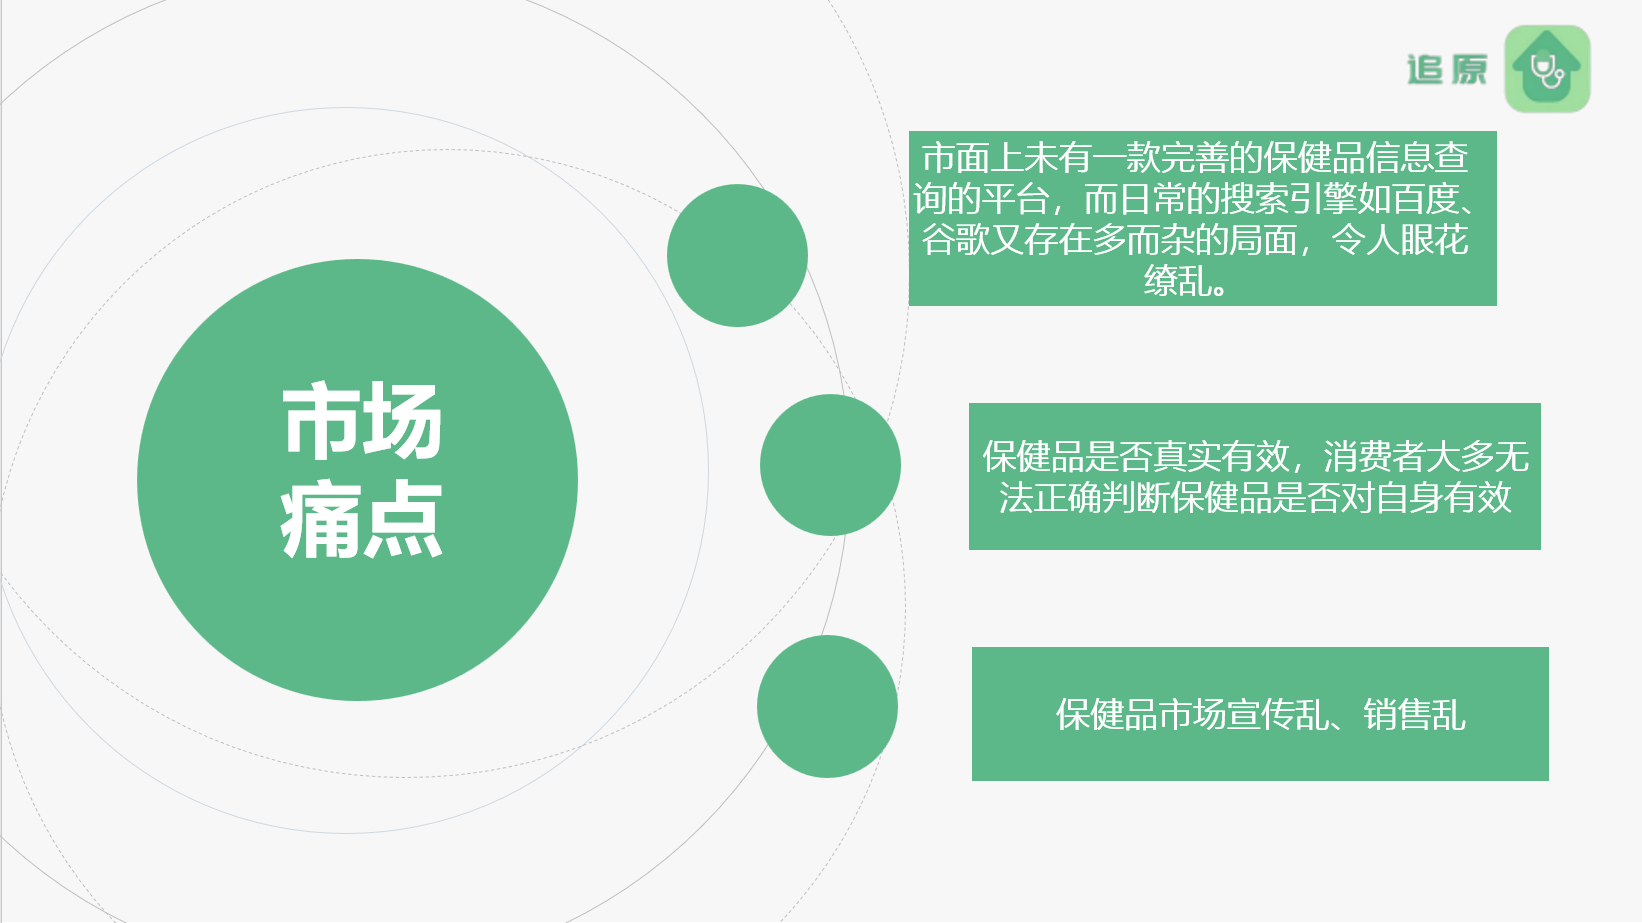 追原
市面上未有一款完善的保健品信息查
询的平台，而日常的搜索引擎如百度、
谷歌又存在多而杂的局面，令人眼花
缭乱。
市场
痛点
保健品是否真实有效，消费者大多无
法正确判断保健品是否对自身有效
保健品市场宣传乱、销售乱